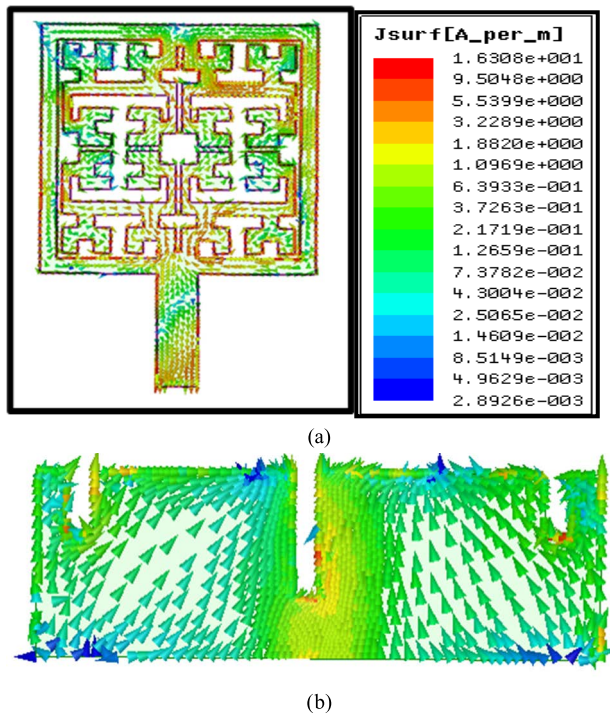 Jsurf[A_per_m]
1.6308e+001
9.5048e+000
5.5399e+000
3.2289e+000
1.8820e+000
1.0969e+000
6.3933e-001
3.7263e-001
2.1719e-001
1.2659e-001
7.3782e-002
4.3004e-002
2.5065e-002
1.4609e-002
8.5149e-003
4.9629e-003
2.8926e-003
(a)
(b)